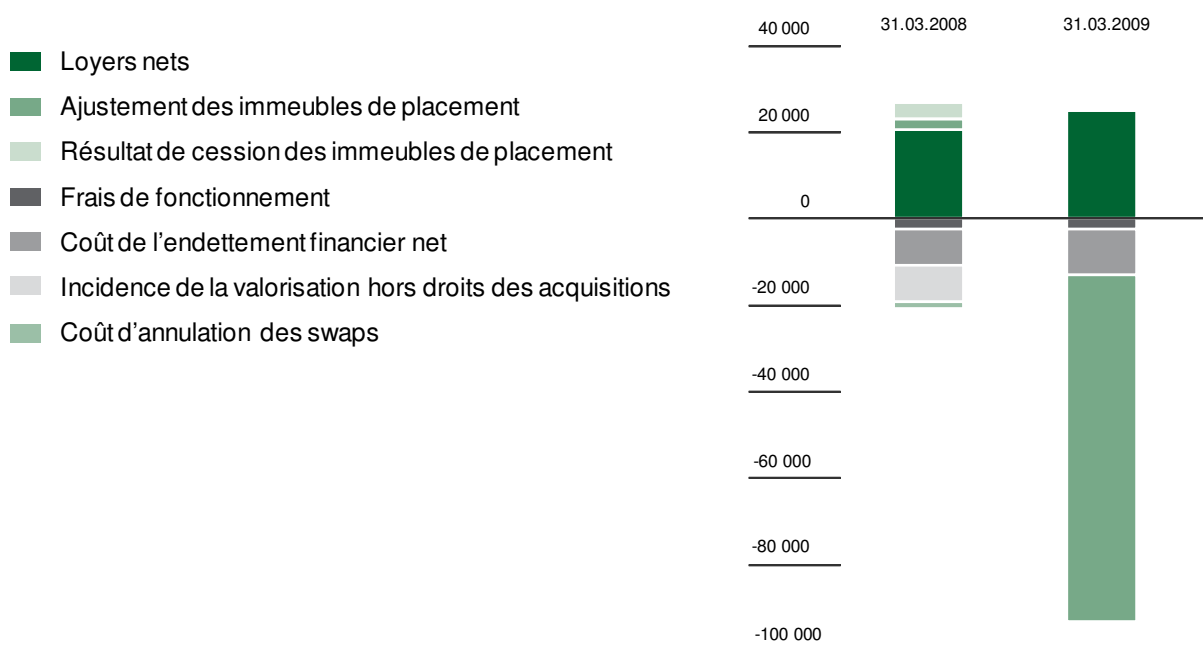 Loyers nets
Ajustement des immeubles de placement
Résultat de cession des immeubles de placement
Frais de fonctionnement
Coût de l'endettement financier net
Incidence de la valorisation hors droits des acquisitions
Coût d'annulation des swaps
31.03.2008 31.03.2009
40 000
20 000
0
-20 000
-40 000
-60 000
-80 000
-100 000